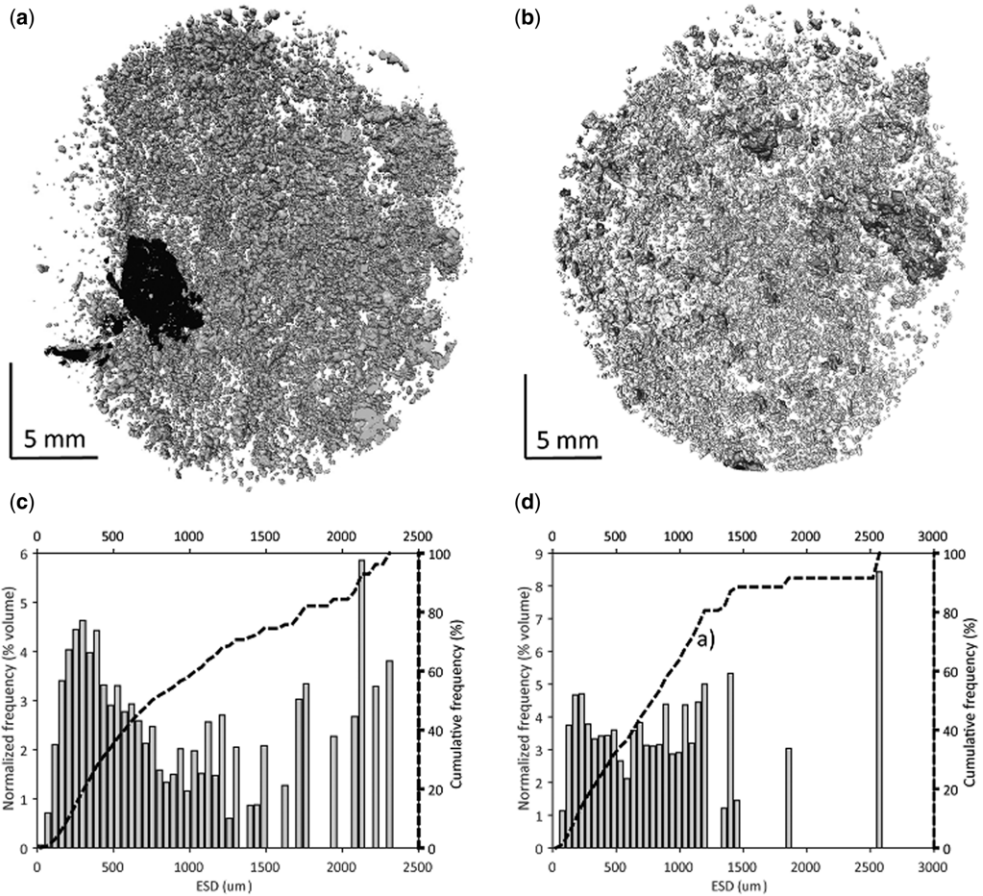 (a)
(b)
5 mm
5 mm
(c)
(d)
0 500 1000 1500 2000 2500
6 5 4 3 2 1 0
Normalized frequency (% volume)
100 80 60 40 20 0
Cumulative frequency (%)
0 500 1000 1500 2000 2500
ESD (um)
0 500 1000 1500 2000 2500 3000
9 8 7 6 5 4 3 2 1 0
Normalized frequency (% volume)
a)
100 80 60 40 20 0
Cumulative frequency (%)
0 500 1000 1500 2000 2500 3000
ESD (um)